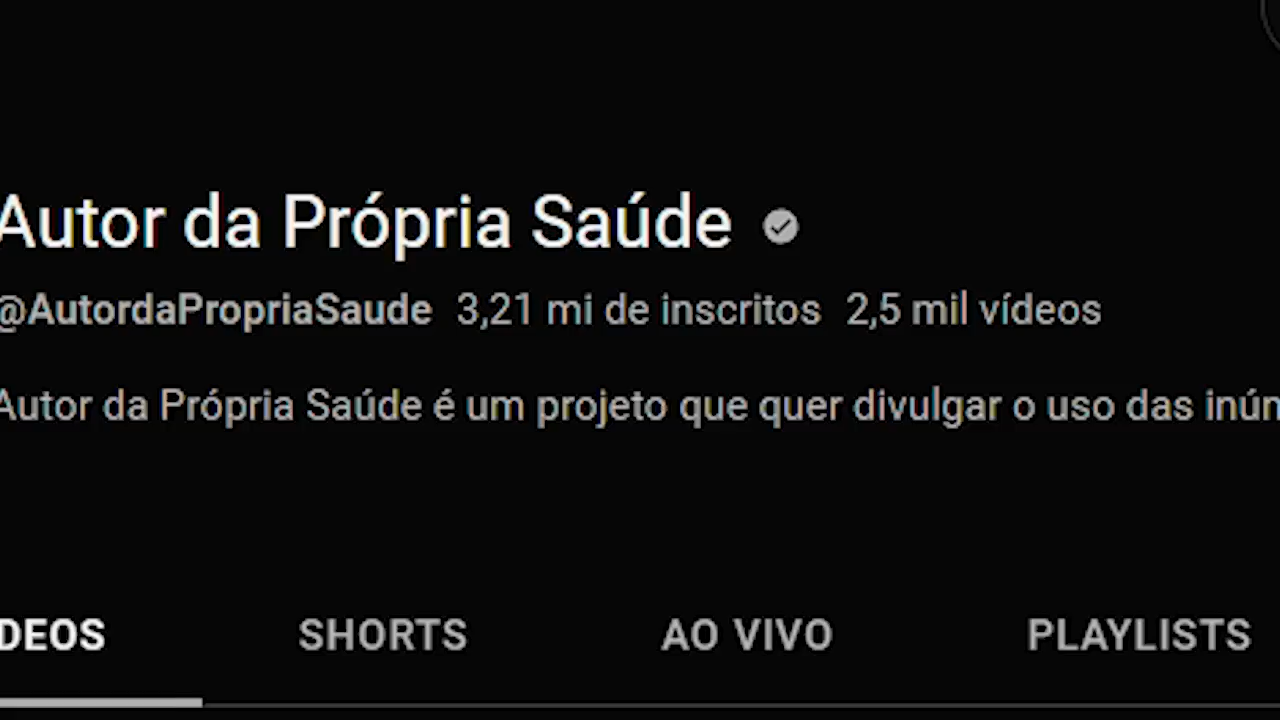 Autor da Própria Saúde
@AutordaPropriaSaude 3,21 mi de inscritos 2,5 mil vídeos
Autor da Própria Saúde é um projeto que quer divulgar o uso das inún
DEOS SHORTS AO VIVO PLAYLISTS